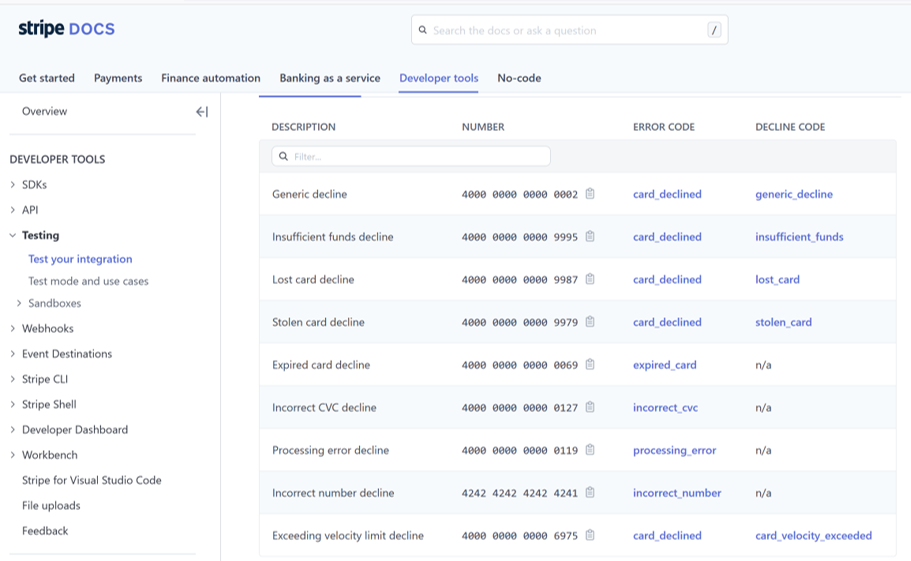 stripe DOCS
Search the docs or ask a question /
Get started Payments Finance automation Banking as a service Developer tools No-code
Overview
DEVELOPER TOOLS
SDKs
API
Testing
Test your integration
Test mode and use cases
Sandboxes
Webhooks
Event Destinations
Stripe CLI
Stripe Shell
Developer Dashboard
Workbench
Stripe for Visual Studio Code
File uploads
Feedback
DESCRIPTION NUMBER ERROR CODE DECLINE CODE
Filter...
Generic decline 4000 0000 0000 0002 card_declined generic_decline
Insufficient funds decline 4000 0000 0000 9995 card_declined insufficient_funds
Lost card decline 4000 0000 0000 9987 card_declined lost_card
Stolen card decline 4000 0000 0000 9979 card_declined stolen_card
Expired card decline 4000 0000 0000 0069 expired_card n/a
Incorrect CVC decline 4000 0000 0000 0127 incorrect_cvc n/a
Processing error decline 4000 0000 0000 0119 processing_error n/a
Incorrect number decline 4242 4242 4242 4241 incorrect_number n/a
Exceeding velocity limit decline 4000 0000 0000 6975 card_declined card_velocity_exceeded